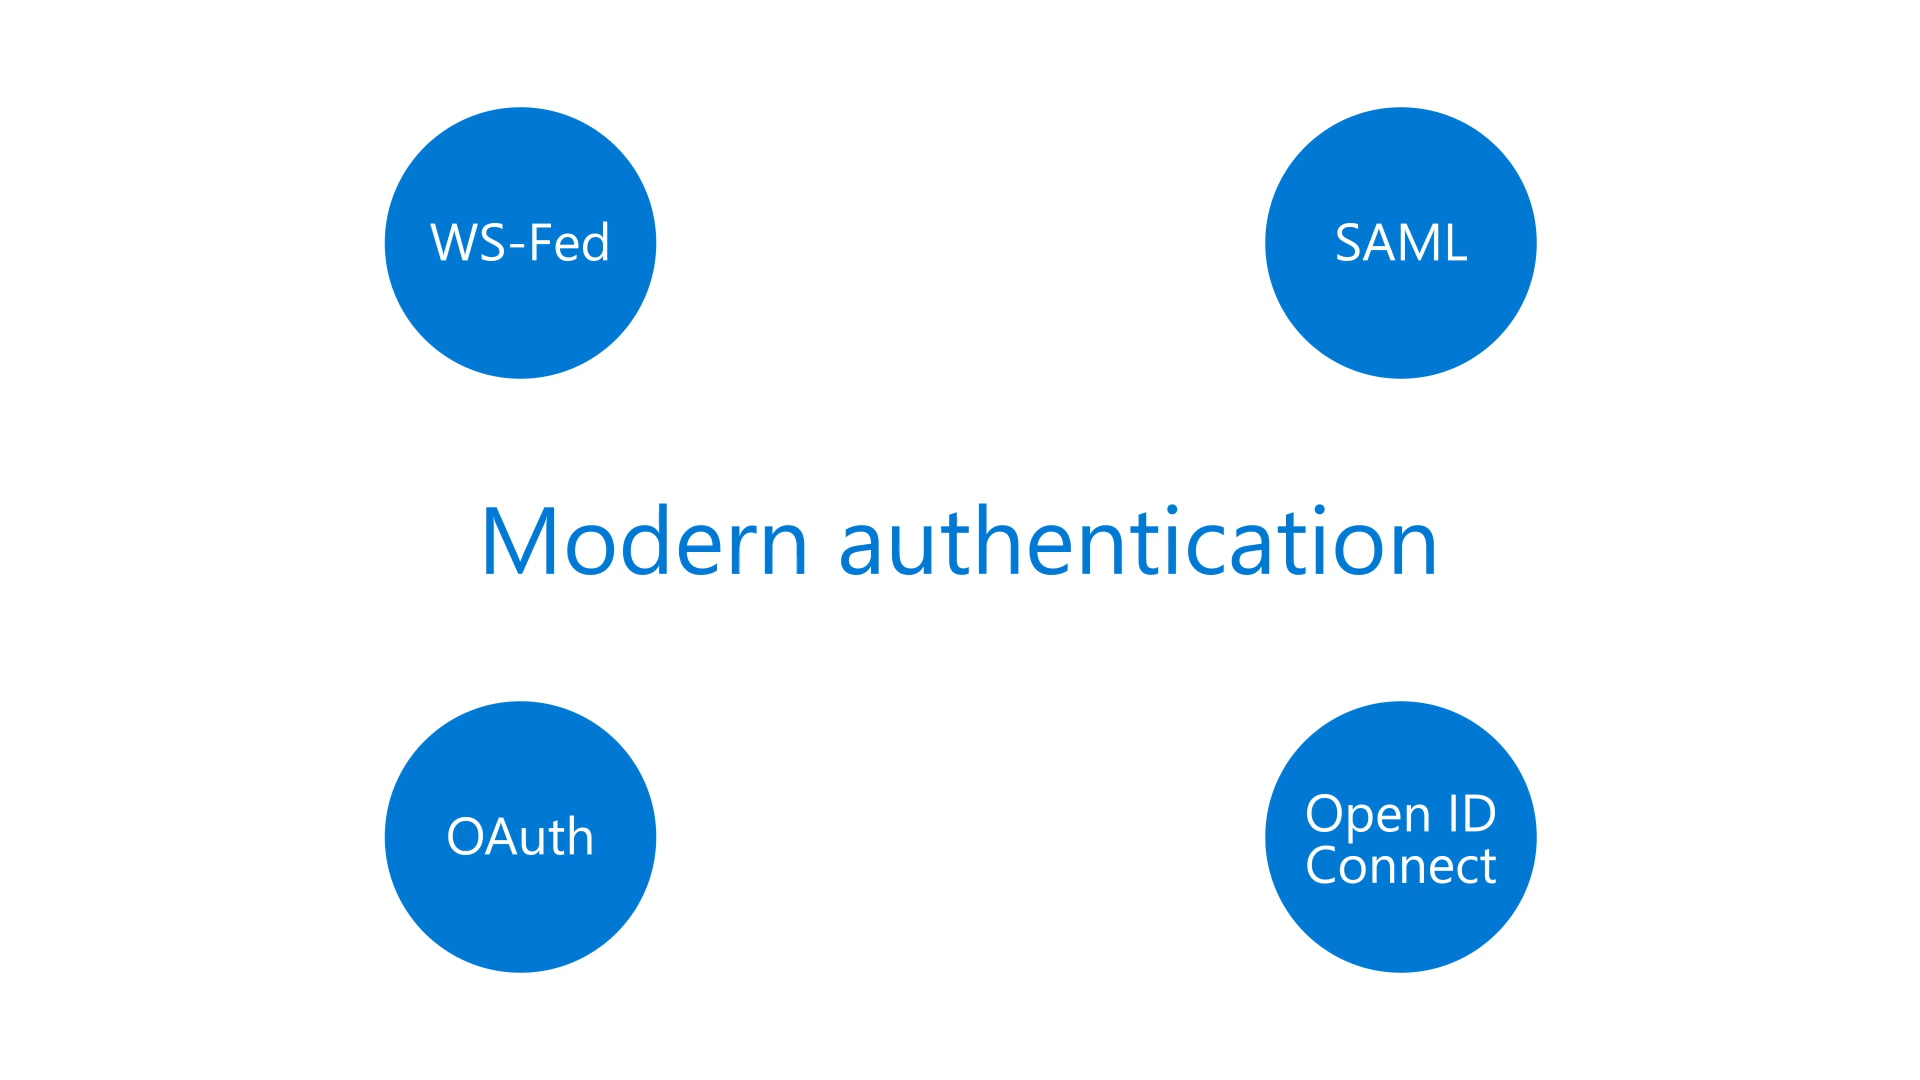 WS-Fed
SAML
Modern authentication
OAuth
Open ID
Connect